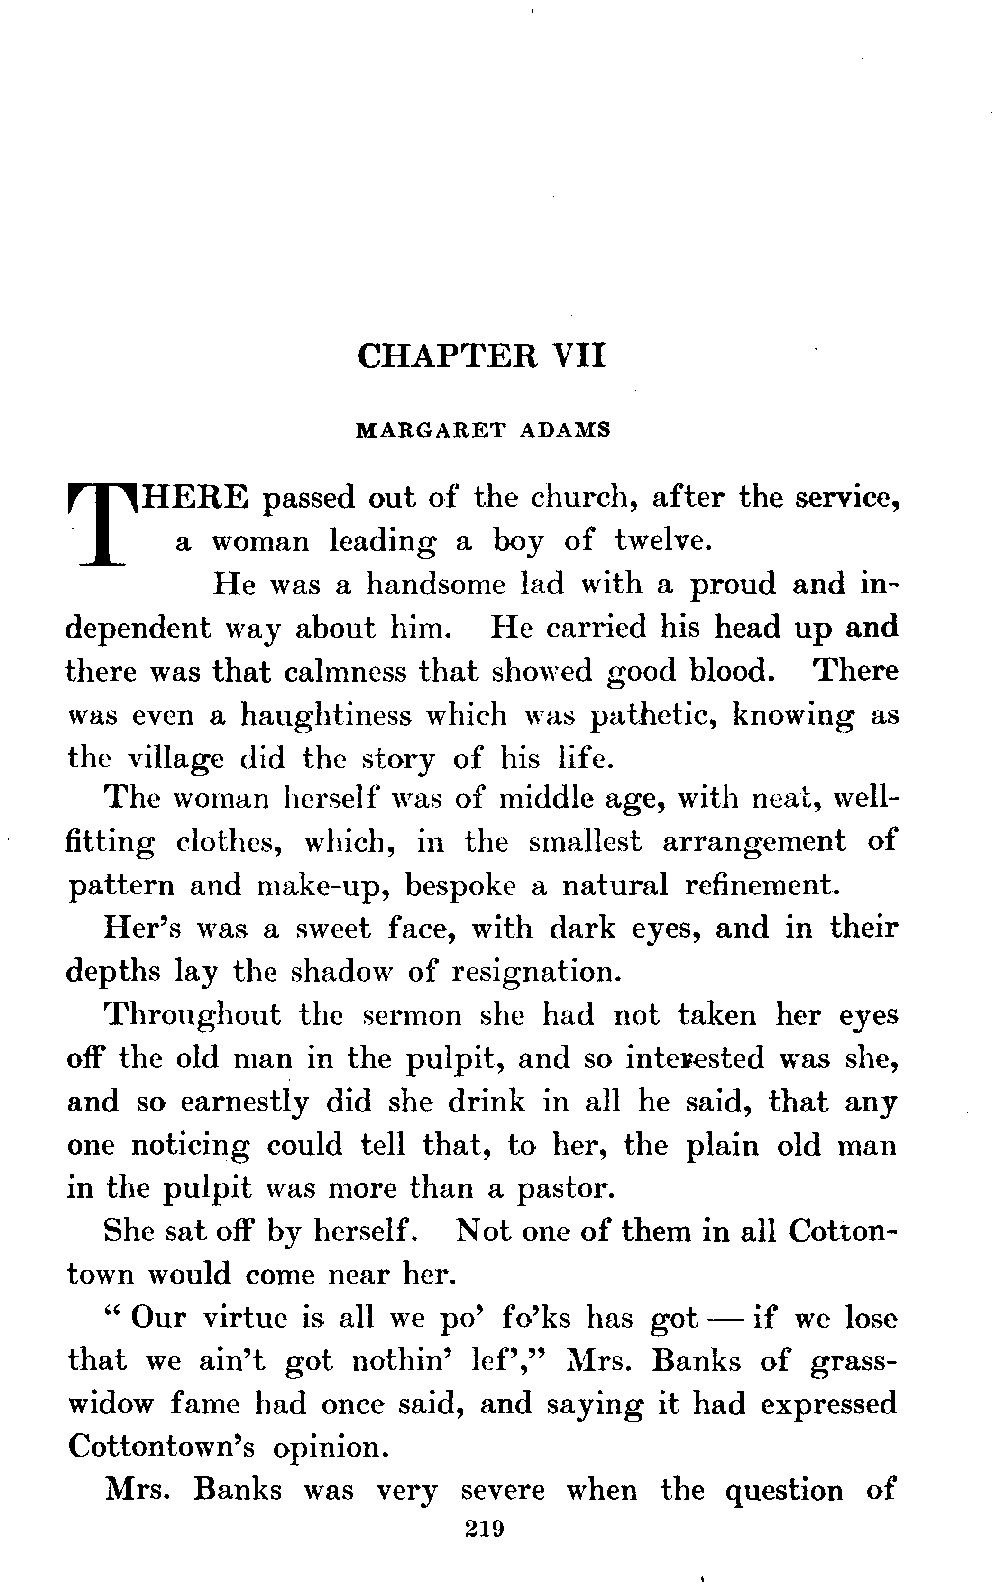 CHAPTER VII
MARGARET ADAMS
THERE passed out of the church, after the service,
a woman leading a boy of twelve.
He was a handsome lad with a proud and in-
dependent way about him. He carried his head up and
there was that calmness that showed good blood. There
was even a haughtiness which was pathetic, knowing as
the village did the story of his life.
The woman herself was of middle age, with neat, well-
fitting clothes, which, in the smallest arrangement of
pattern and make-up, bespoke a natural refinement.
Her's was a sweet face, with dark eyes, and in their
depths lay the shadow of resignation.
Throughout the sermon she had not taken her eyes
off the old man in the pulpit, and so interested was she,
and so earnestly did she drink in all he said, that any
one noticing could tell that, to her, the plain old man
in the pulpit was more than a pastor.
She sat off by herself. Not one of them in all Cotton-
town would come near her.
“ Our virtue is all we po’ fo’ks has got — if we lose
that we ain’t got nothin’ lef’,” Mrs. Banks of grass-
widow fame had once said, and saying it had expressed
Cottontown’s opinion.
Mrs. Banks was very severe when the question of
219